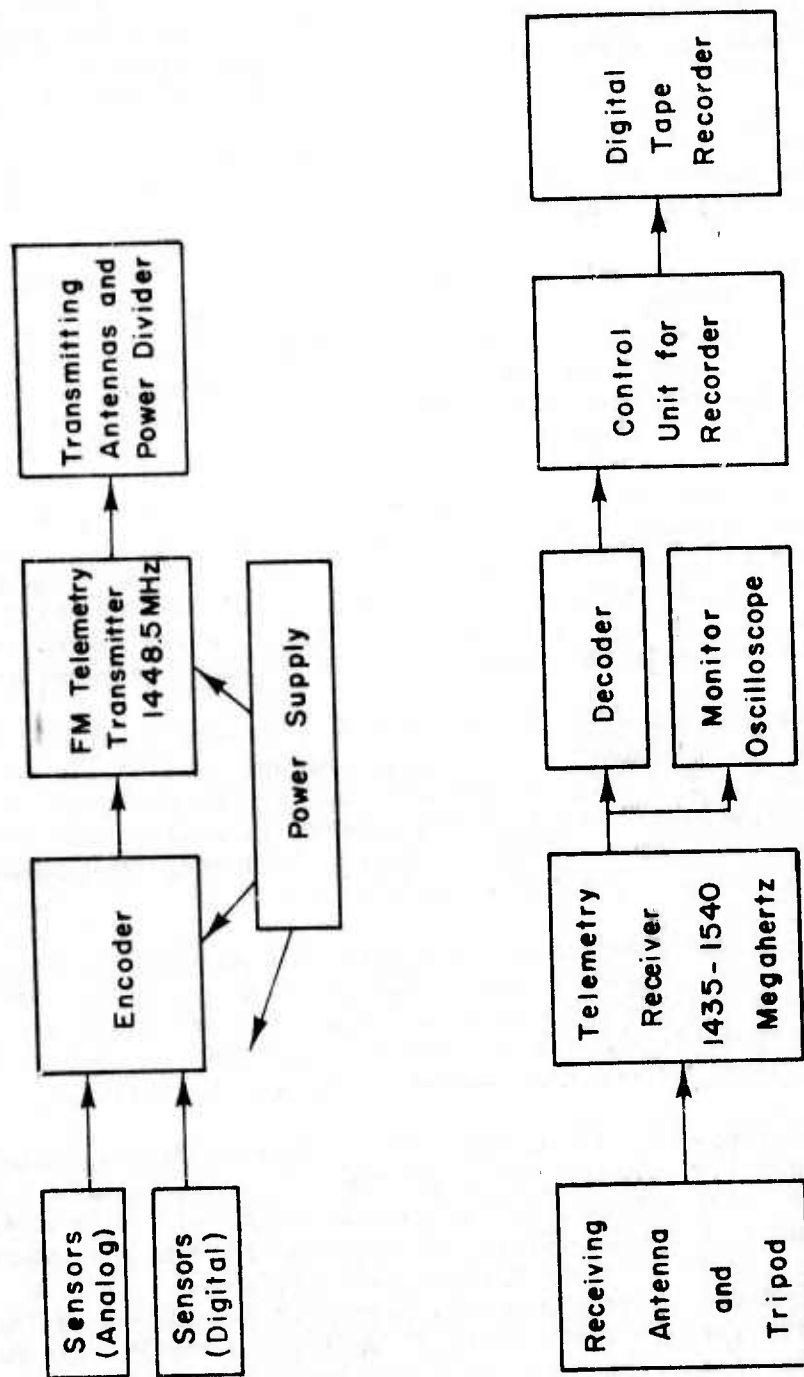 Sensors
(Analog)
Sensors
(Digital)
Encoder
FM Telemetry
Transmitter
1448.5 MHz
Transmitting
Antennas and
Power Divider
Power Supply
Receiving
Antenna
and
Tripod
Telemetry
Receiver
1435-1540
Megahertz
Decoder
Monitor
Oscilloscope
Control
Unit for
Recorder
Digital
Tape
Recorder